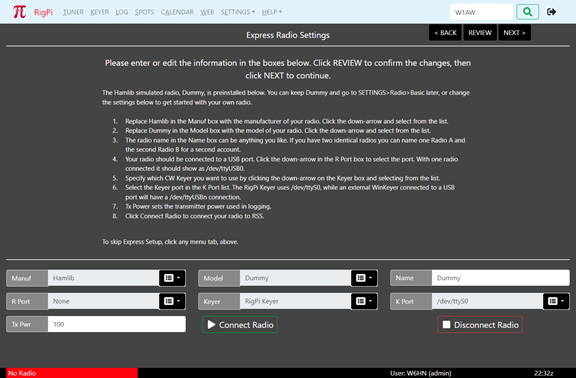 π RigPi TUNER KEYER LOG SPOTS CALENDAR WEB SETTINGS HELP W1AW
Express Radio Settings < BACK REVIEW NEXT >
Please enter or edit the information in the boxes below. Click REVIEW to confirm the changes, then
click NEXT to continue.
The Hamlib simulated radio, Dummy, is preinstalled below. You can keep Dummy and go to SETTINGS>Radio>Basic later, or change
the settings below to get started with your own radio.
1. Replace Hamlib in the Manuf box with the manufacturer of your radio. Click the down-arrow and select from the list.
2. Replace Dummy in the Model box with the model of your radio. Click the down-arrow and select from the list.
3. The radio name in the Name box can be anything you like. If you have two identical radios you can name one Radio A and
the second Radio B for a second account.
4. Your radio should be connected to a USB port. Click the down-arrow in the R Port box to select the port. With one radio
connected it should show as /dev/ttyUSB0.
5. Specify which CW Keyer you want to use by clicking the down-arrow on the Keyer box and selecting from the list.
6. Select the Keyer port in the K Port list. The RigPi Keyer uses /dev/ttyS0, while an external WinKeyer connected to a USB
port will have a /dev/ttyUSBn connection.
7. Tx Power sets the transmitter power used in logging.
8. Click Connect Radio to connect your radio to RSS.
To skip Express Setup, click any menu tab, above.
Manuf Hamlib Model Dummy Name Dummy
R Port None Keyer RigPi Keyer K Port /dev/ttyS0
Tx Pwr 100 Connect Radio Disconnect Radio
No Radio User: W6HN (admin) 22:32z